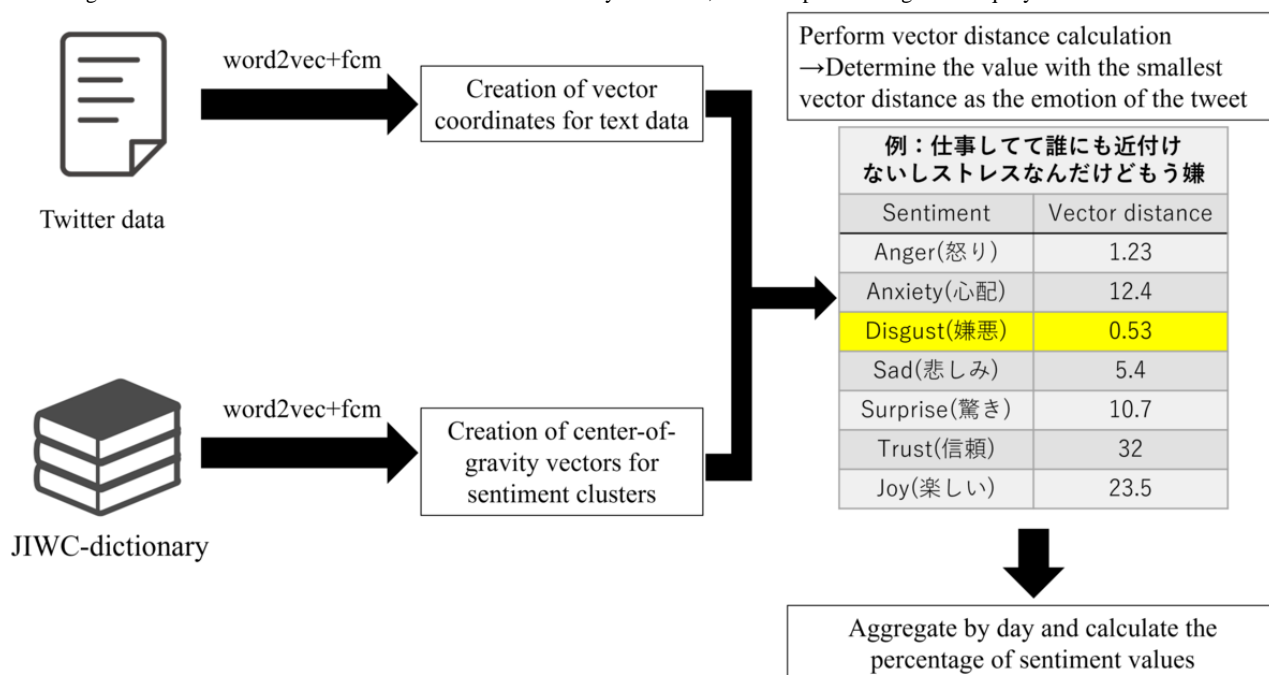 word2vec+fcm
Creation of vector
coordinates for text data
Twitter data
word2vec+fcm
Creation of center-of-
gravity vectors for
sentiment clusters
JIWC-dictionary
Perform vector distance calculation
→Determine the value with the smallest
vector distance as the emotion of the tweet
例：仕事してて誰にも近付け
ないしストレスなんだけどもう嫌
Sentiment Vector distance
Anger(怒り) 1.23
Anxiety(心配) 12.4
Disgust(嫌悪) 0.53
Sad(悲しみ) 5.4
Surprise(驚き) 10.7
Trust(信頼) 32
Joy(楽しい) 23.5
Aggregate by day and calculate the
percentage of sentiment values